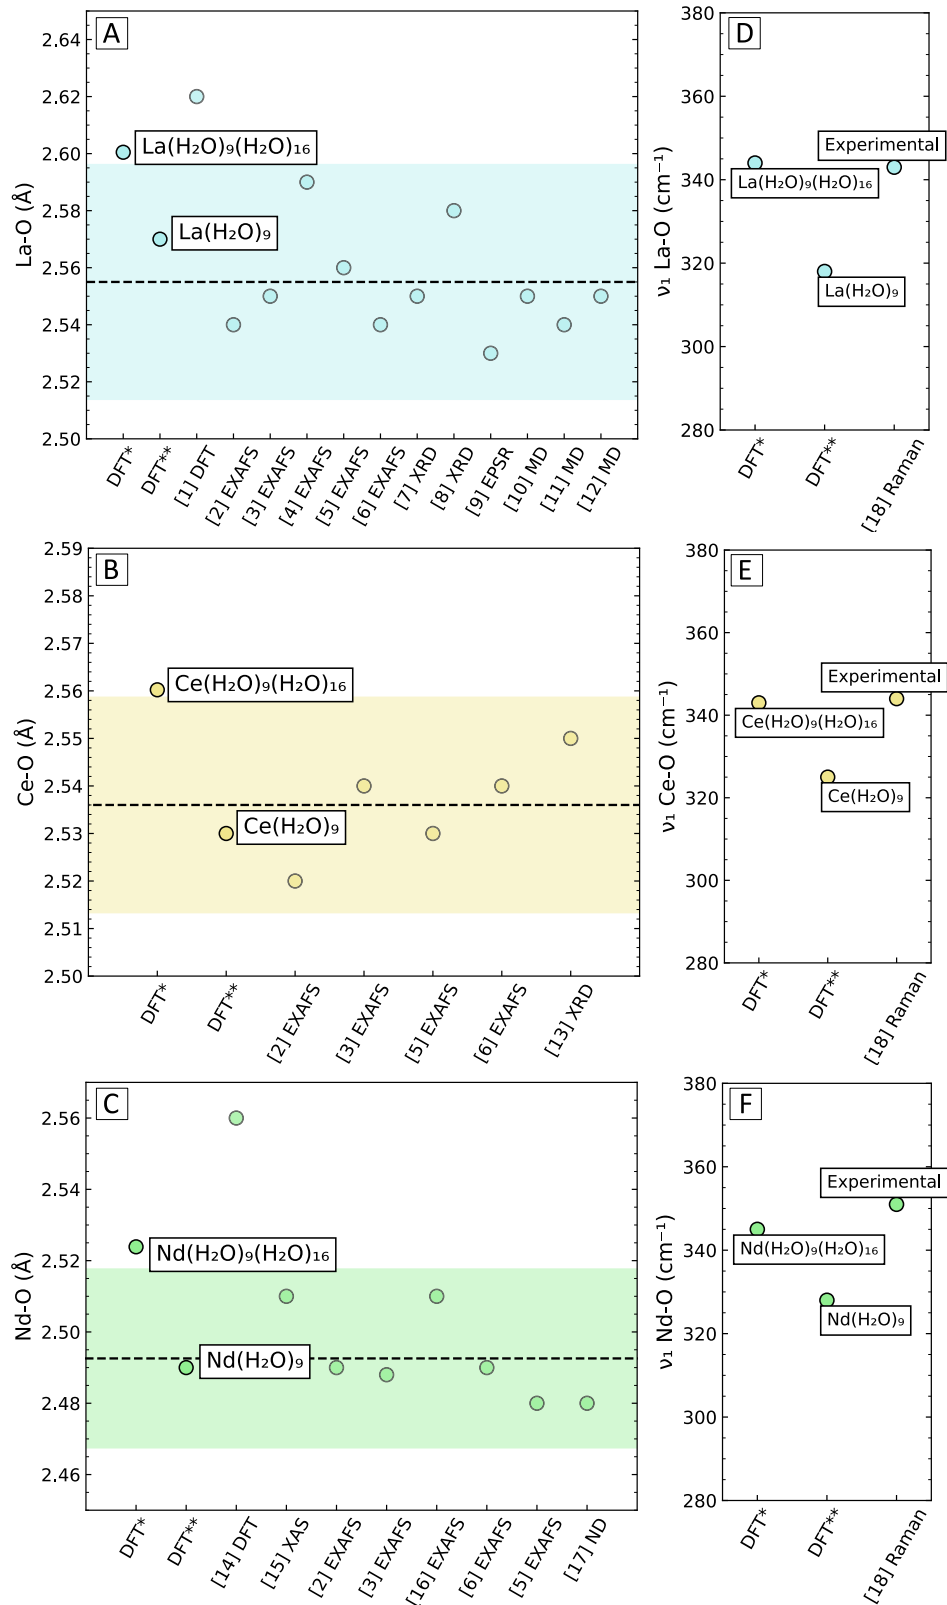 A
La-O (Å)
2.64
2.62
2.60
2.58
2.56
2.54
2.52
2.50
La(H₂O)₉(H₂O)₁₆
La(H₂O)₉
DFT*
DFT**
[1] DFT
[2] EXAFS
[3] EXAFS
[4] EXAFS
[5] EXAFS
[6] EXAFS
[7] XRD
[8] XRD
[9] EPSR
[10] MD
[11] MD
[12] MD
D
ν₁ La-O (cm⁻¹)
380
360
340
320
300
280
Experimental
La(H₂O)₉(H₂O)₁₆
La(H₂O)₉
DFT*
DFT**
[18] Raman
B
Ce-O (Å)
2.59
2.58
2.57
2.56
2.55
2.54
2.53
2.52
2.51
2.50
Ce(H₂O)₉(H₂O)₁₆
Ce(H₂O)₉
DFT*
DFT**
[2] EXAFS
[3] EXAFS
[5] EXAFS
[6] EXAFS
[13] XRD
E
ν₁ Ce-O (cm⁻¹)
380
360
340
320
300
280
Experimental
Ce(H₂O)₉(H₂O)₁₆
Ce(H₂O)₉
DFT*
DFT**
[18] Raman
C
Nd-O (Å)
2.56
2.54
2.52
2.50
2.48
2.46
Nd(H₂O)₉(H₂O)₁₆
Nd(H₂O)₉
DFT*
DFT**
[14] DFT
[15] XAS
[2] EXAFS
[3] EXAFS
[16] EXAFS
[6] EXAFS
[5] EXAFS
[17] ND
F
ν₁ Nd-O (cm⁻¹)
380
360
340
320
300
280
Experimental
Nd(H₂O)₉(H₂O)₁₆
Nd(H₂O)₉
DFT*
DFT**
[18] Raman